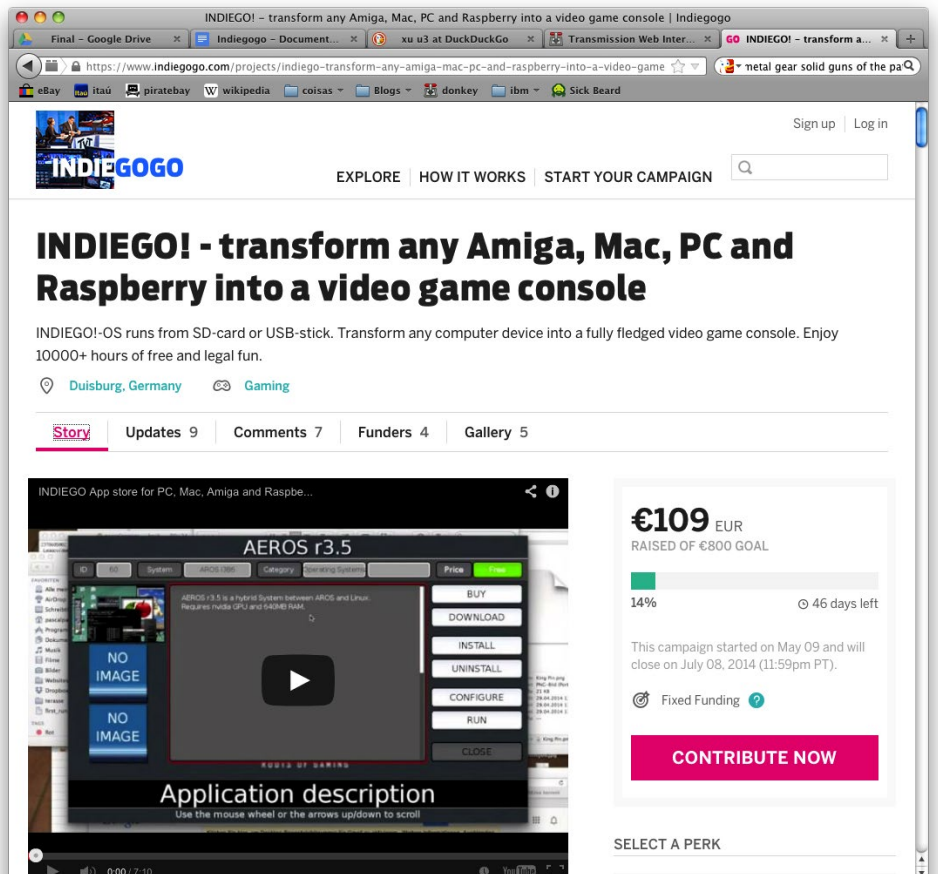 INDIEGO! - transform any Amiga, Mac, PC and Raspberry into a video game console | Indiegogo
Final - Google Drive
Indiegogo - Document...
xu u3 at DuckDuckGo
Transmission Web Inter...
GO INDIEGO! - transform a...
https://www.indiegogo.com/projects/indiego-transform-any-amiga-mac-pc-and-raspberry-into-a-video-game
metal gear solid guns of the pa
eBay itaú piratebay wikipedia coisas Blogs donkey ibm Sick Beard
Sign up Log in
INDIEGOGO
EXPLORE HOW IT WORKS START YOUR CAMPAIGN
INDIEGO! - transform any Amiga, Mac, PC and
Raspberry into a video game console
INDIEGO!-OS runs from SD-card or USB-stick. Transform any computer device into a fully fledged video game console. Enjoy
10000+ hours of free and legal fun.
Duisburg, Germany Gaming
Story Updates 9 Comments 7 Funders 4 Gallery 5
INDIEGO App store for PC, Mac, Amiga and Raspbe...
AEROS r3.5
ID 60 System AROS i386 Category Operating Systems Price Free
AEROS r3.5 is a hybrid System between AROS and Linux.
Requires nvidia GPU and 640MB RAM.
BUY
DOWNLOAD
INSTALL
UNINSTALL
CONFIGURE
RUN
CLOSE
NO
IMAGE
NO
IMAGE
ROOTS OF GAMING
Application description
Use the mouse wheel or the arrows up/down to scroll
0:00 / 7:10
YouTube
€109 EUR
RAISED OF €800 GOAL
14% 46 days left
This campaign started on May 09 and will
close on July 08, 2014 (11:59pm PT).
Fixed Funding ?
CONTRIBUTE NOW
SELECT A PERK